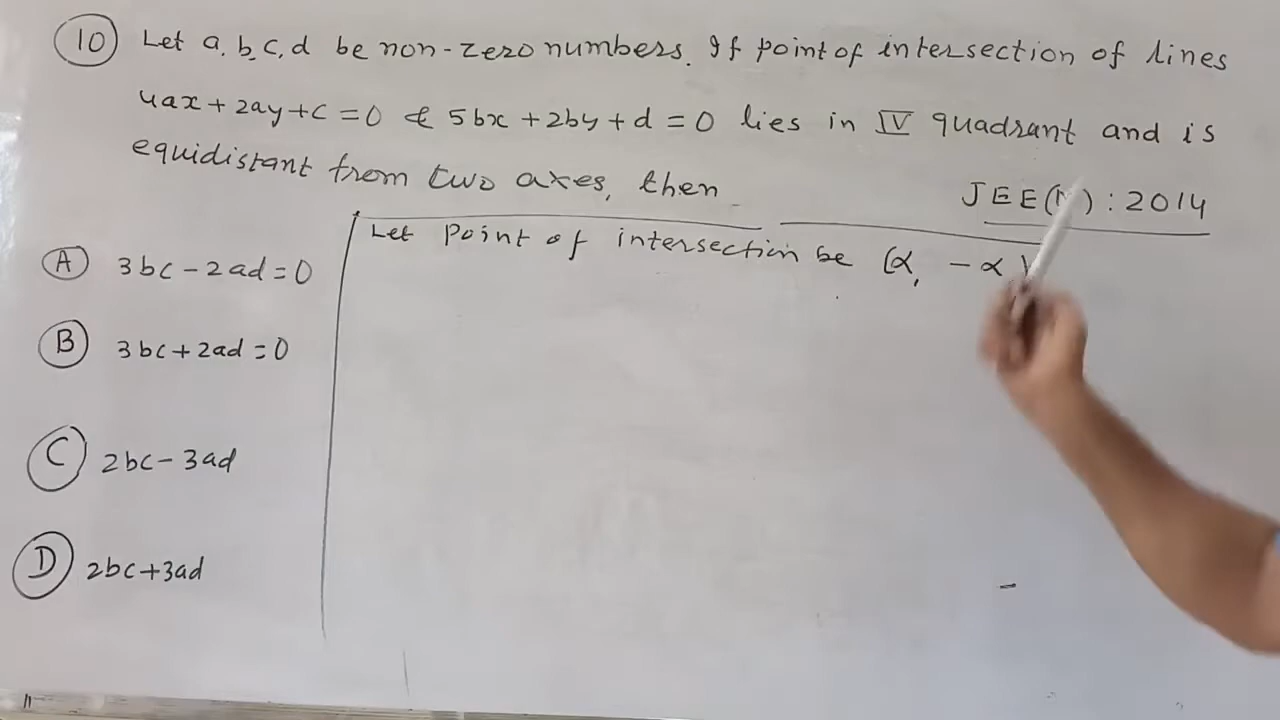 10 Let a, b, c, d be non-zero numbers. If point of intersection of lines
4ax + 2ay + c = 0 & 5bx + 2by + d = 0 lies in IV quadrant and is
equidistant from two axes, then
JEE( ) : 2014
Let Point of intersection be (α, -α)
A 3bc - 2ad = 0
B 3bc + 2ad = 0
C 2bc - 3ad
D 2bc + 3ad